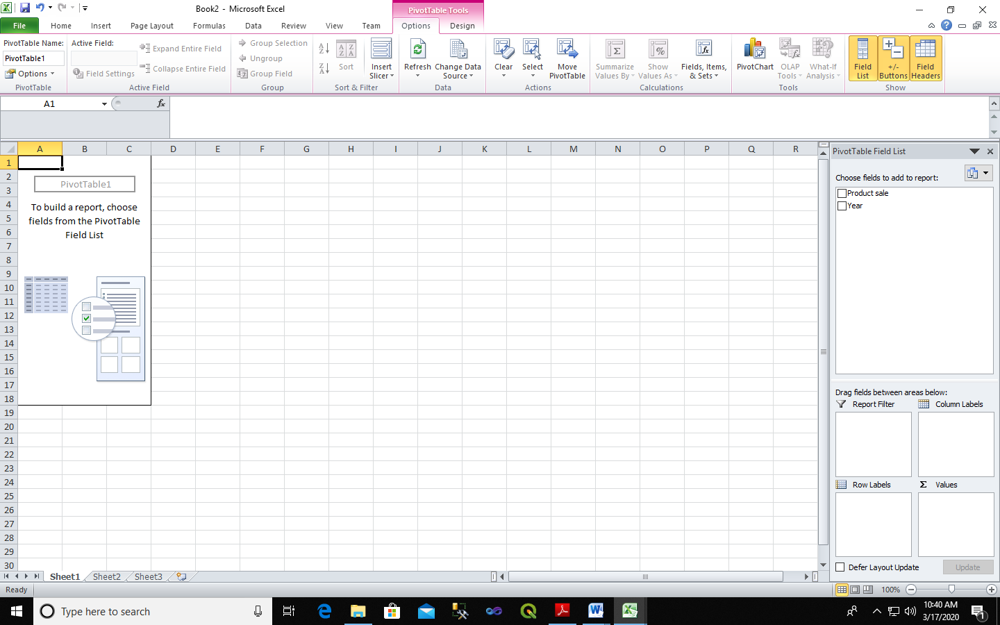 Book2 - Microsoft Excel
PivotTable Tools
File Home Insert Page Layout Formulas Data Review View Team Options Design
PivotTable Name:
PivotTable1
Options
PivotTable
Active Field:
Field Settings
Expand Entire Field
Collapse Entire Field
Active Field
Group Selection
Ungroup
Group Field
Group
Sort
Insert
Slicer
Sort & Filter
Refresh
Change Data
Source
Data
Clear
Select
Move
PivotTable
Actions
Summarize
Values By
Show
Values As
Fields, Items,
& Sets
Calculations
PivotChart
OLAP
Tools
What-If
Analysis
Tools
Field
List
+/-
Buttons
Field
Headers
Show
A1
fx
A B C D E F G H I J K L M N O P Q R
1
2
3
4
5
6
7
8
9
10
11
12
13
14
15
16
17
18
19
20
21
22
23
24
25
26
27
28
29
30
PivotTable1
To build a report, choose
fields from the PivotTable
Field List
PivotTable Field List
Choose fields to add to report:
Product sale
Year
Drag fields between areas below:
Report Filter
Column Labels
Row Labels
Σ Values
Defer Layout Update
Update
Sheet1 Sheet2 Sheet3
Ready
100%
Type here to search
10:40 AM
3/17/2020
1